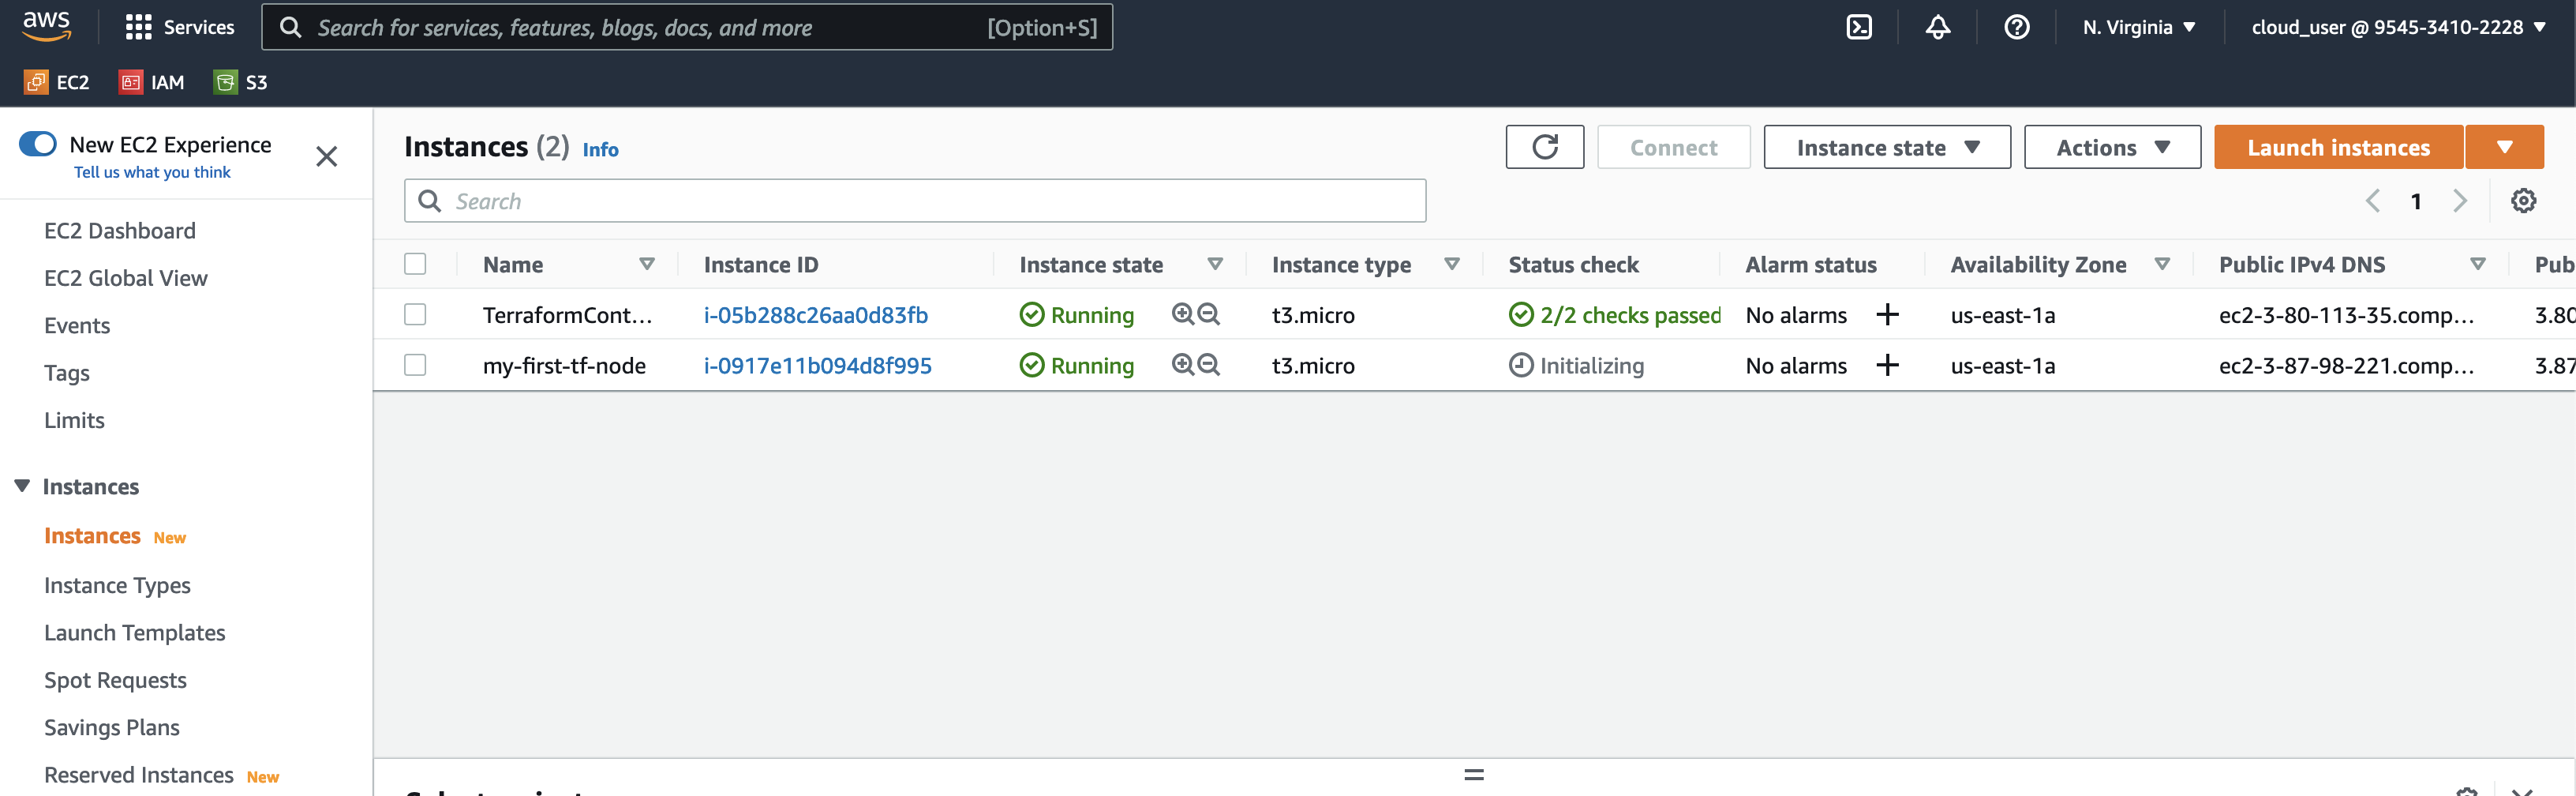 aws
Services
Search for services, features, blogs, docs, and more [Option+S]
N. Virginia
cloud_user @ 9545-3410-2228
EC2 IAM S3
New EC2 Experience
Tell us what you think
EC2 Dashboard
EC2 Global View
Events
Tags
Limits
Instances
Instances New
Instance Types
Launch Templates
Spot Requests
Savings Plans
Reserved Instances New
Instances (2) Info
Connect
Instance state
Actions
Launch instances
Search
1
Name Instance ID Instance state Instance type Status check Alarm status Availability Zone Public IPv4 DNS Pub
TerraformCont... i-05b288c26aa0d83fb Running t3.micro 2/2 checks passed No alarms + us-east-1a ec2-3-80-113-35.comp... 3.80
my-first-tf-node i-0917e11b094d8f995 Running t3.micro Initializing No alarms + us-east-1a ec2-3-87-98-221.comp... 3.87